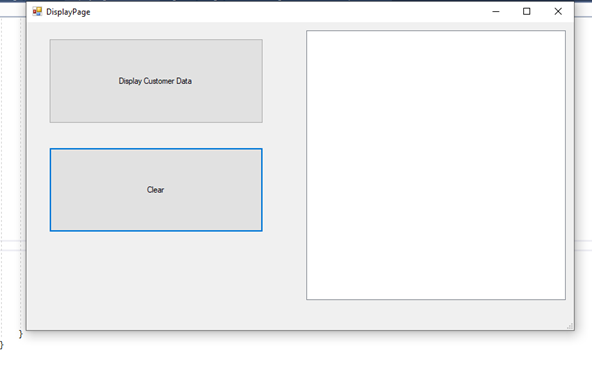 DisplayPage
Display Customer Data
Clear
}
}